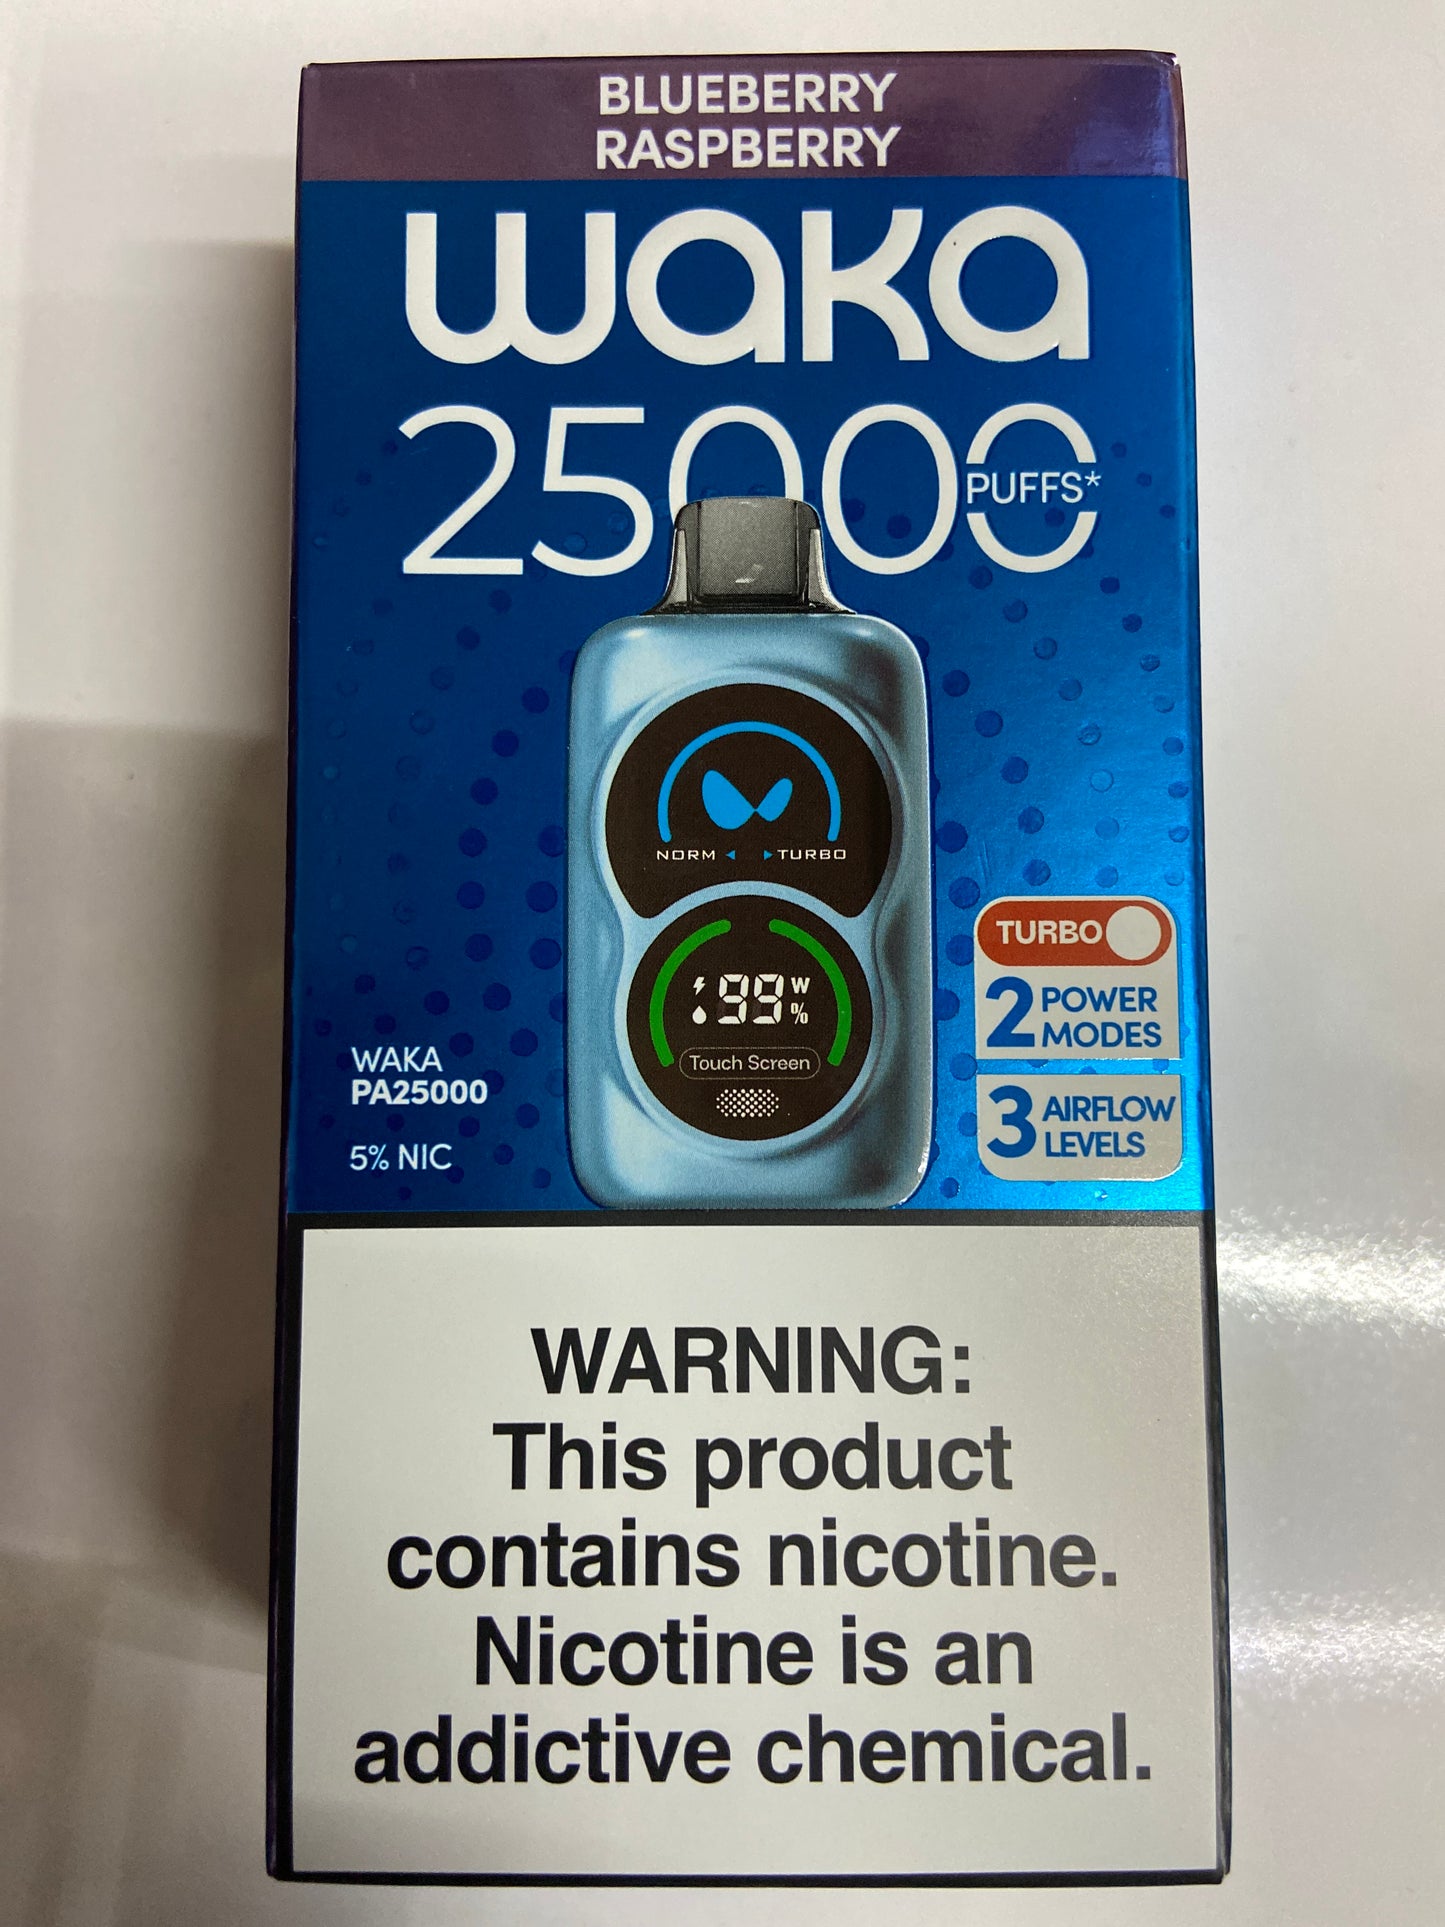 BLUEBERRY
RASPBERRY
waka
25000
PUFFS*
NORM TURBO
99 W
%
Touch Screen
TURBO
2 POWER
MODES
3 AIRFLOW
LEVELS
WAKA
PA25000
5% NIC
WARNING:
This product
contains nicotine.
Nicotine is an
addictive chemical.